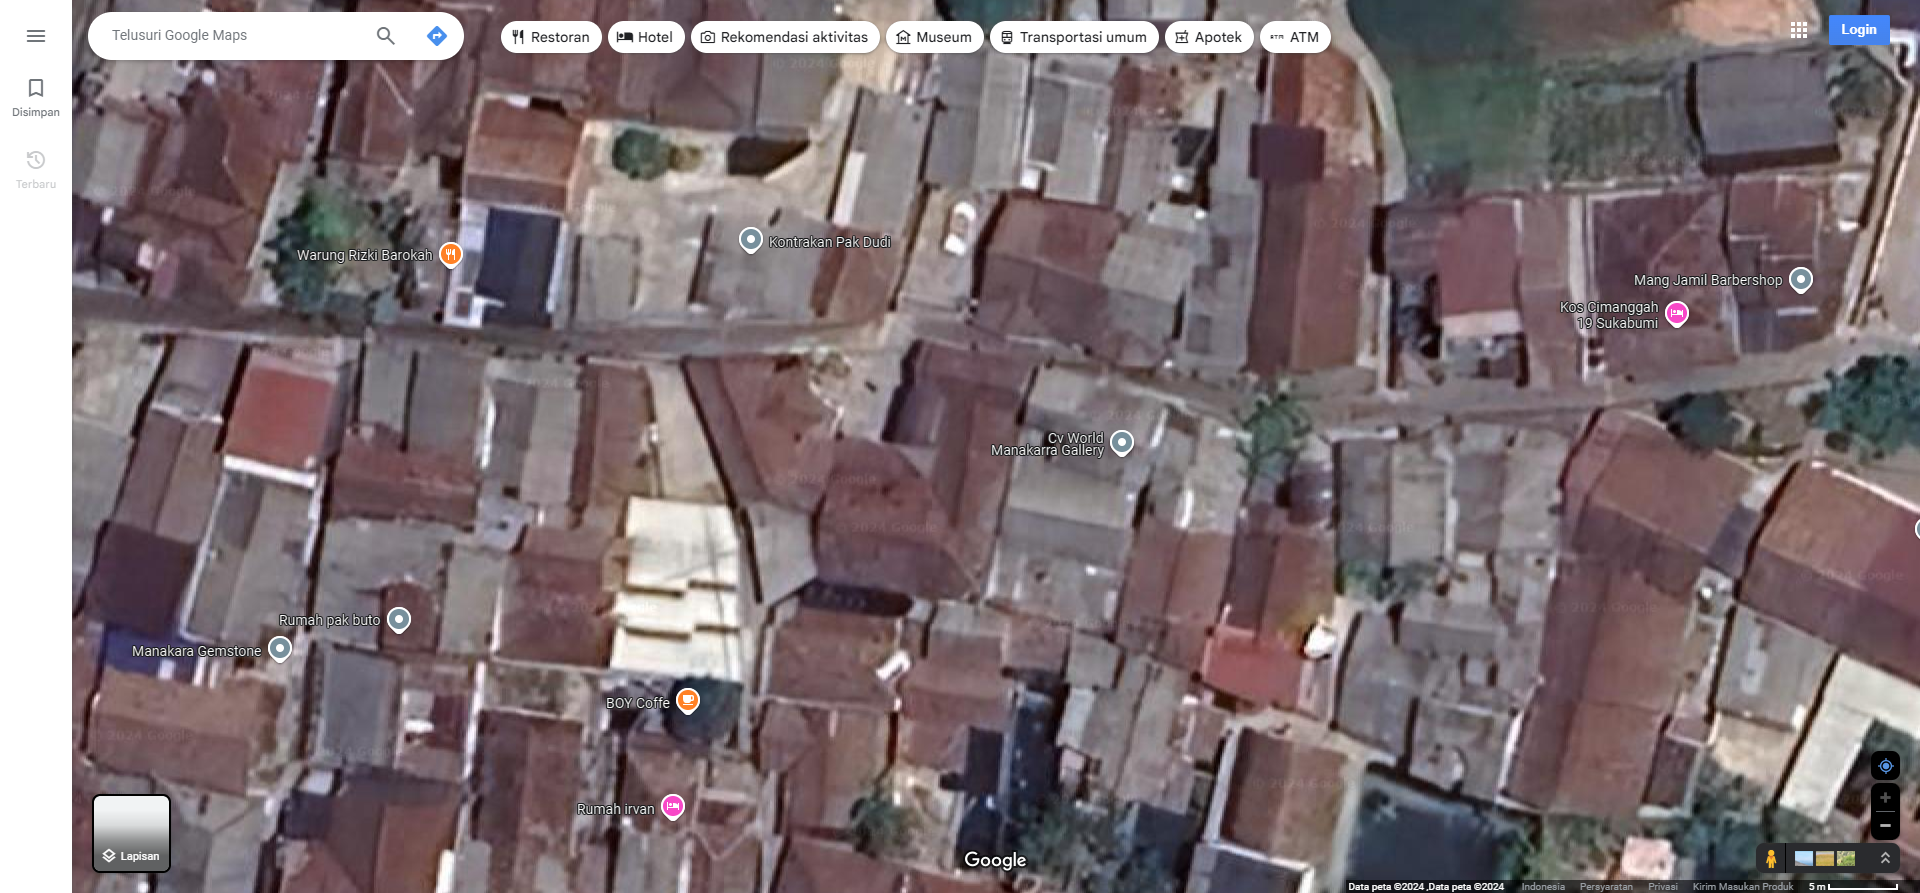 Telusuri Google Maps
Restoran
Hotel
Rekomendasi aktivitas
Museum
Transportasi umum
Apotek
ATM
Login
Disimpan
Terbaru
Warung Rizki Barokah
Kontrakan Pak Dudi
Mang Jamil Barbershop
Kos Cimanggah
19 Sukabumi
Cv World
Manakarra Gallery
Rumah pak buto
Manakara Gemstone
BOY Coffe
Rumah irvan
Lapisan
Google
Data peta ©2024 ,Data peta ©2024
Indonesia
Persyaratan
Privasi
Kirim Masukan Produk
5 m